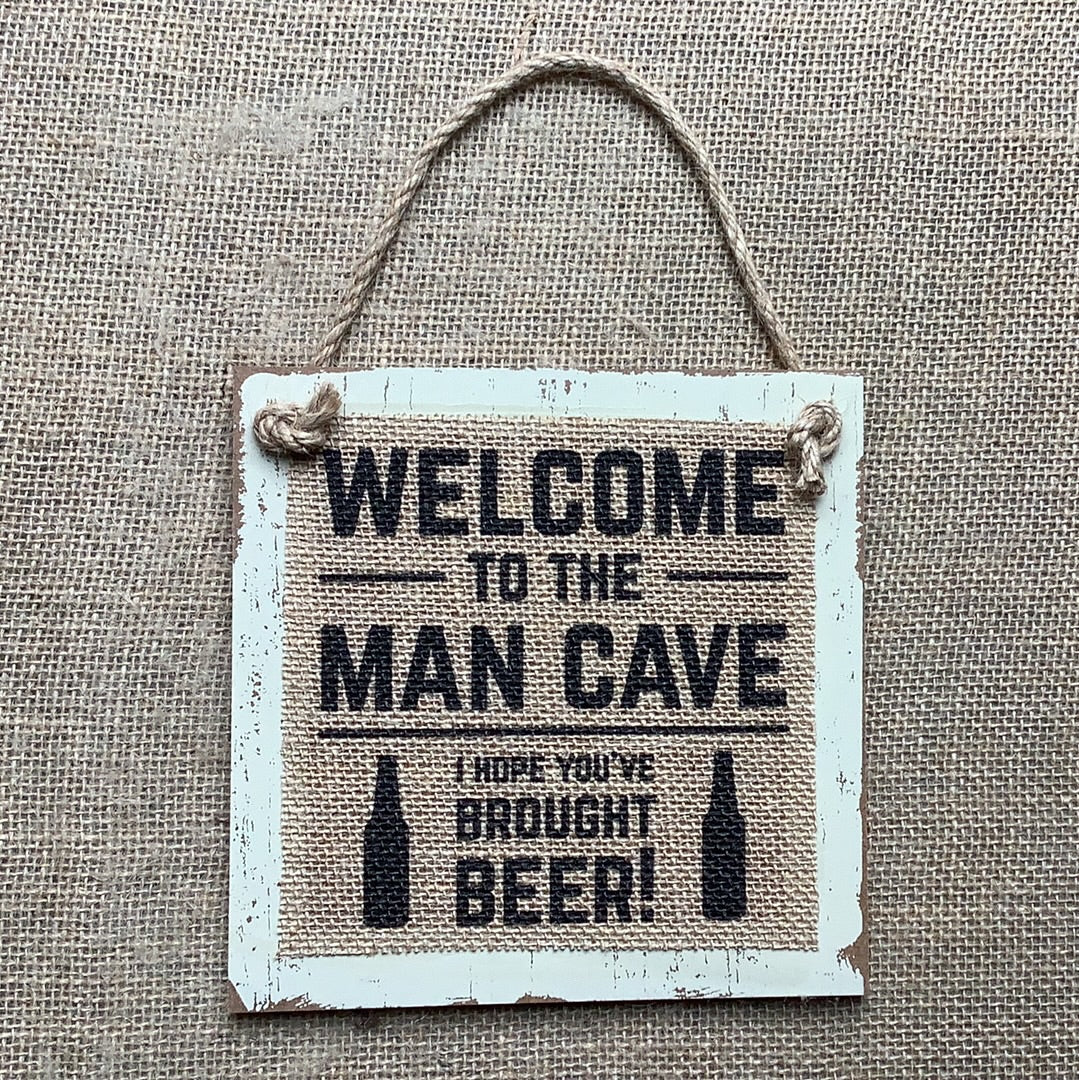 WELCOME
TO THE
MAN CAVE
I HOPE YOU'VE
BROUGHT
BEER!